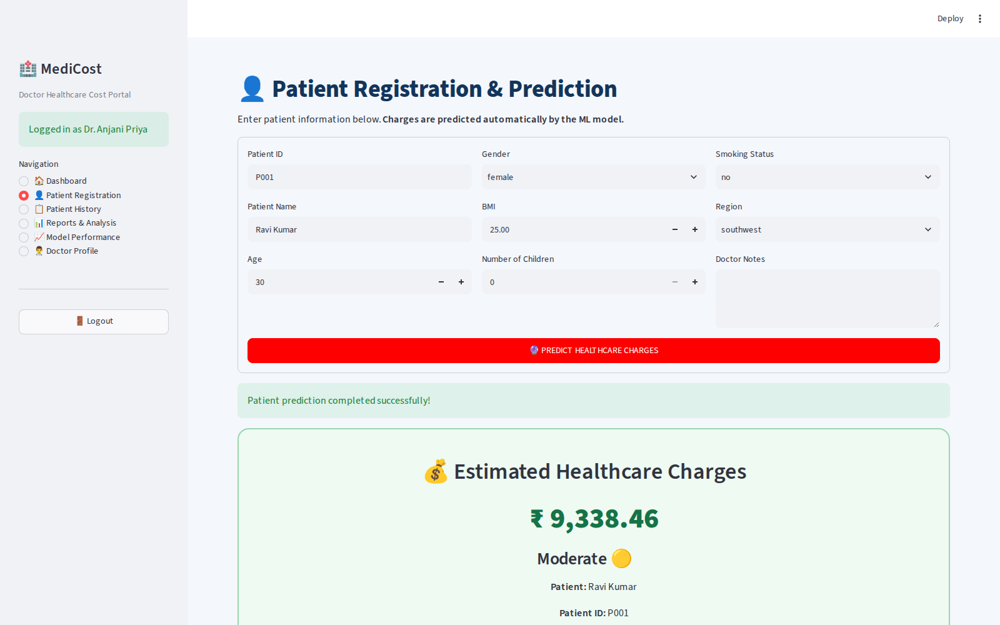 Deploy
🏥 MediCost
Doctor Healthcare Cost Portal
Logged in as Dr. Anjani Priya
Navigation
🏠 Dashboard
👤 Patient Registration
📋 Patient History
📊 Reports & Analysis
📈 Model Performance
👨‍⚕️ Doctor Profile
🚪 Logout
👤 Patient Registration & Prediction
Enter patient information below. Charges are predicted automatically by the ML model.
Patient ID
P001
Gender
female
Smoking Status
no
Patient Name
Ravi Kumar
BMI
25.00
Region
southwest
Age
30
Number of Children
0
Doctor Notes
🔮 PREDICT HEALTHCARE CHARGES
Patient prediction completed successfully!
💰 Estimated Healthcare Charges
₹ 9,338.46
Moderate 🟡
Patient: Ravi Kumar
Patient ID: P001